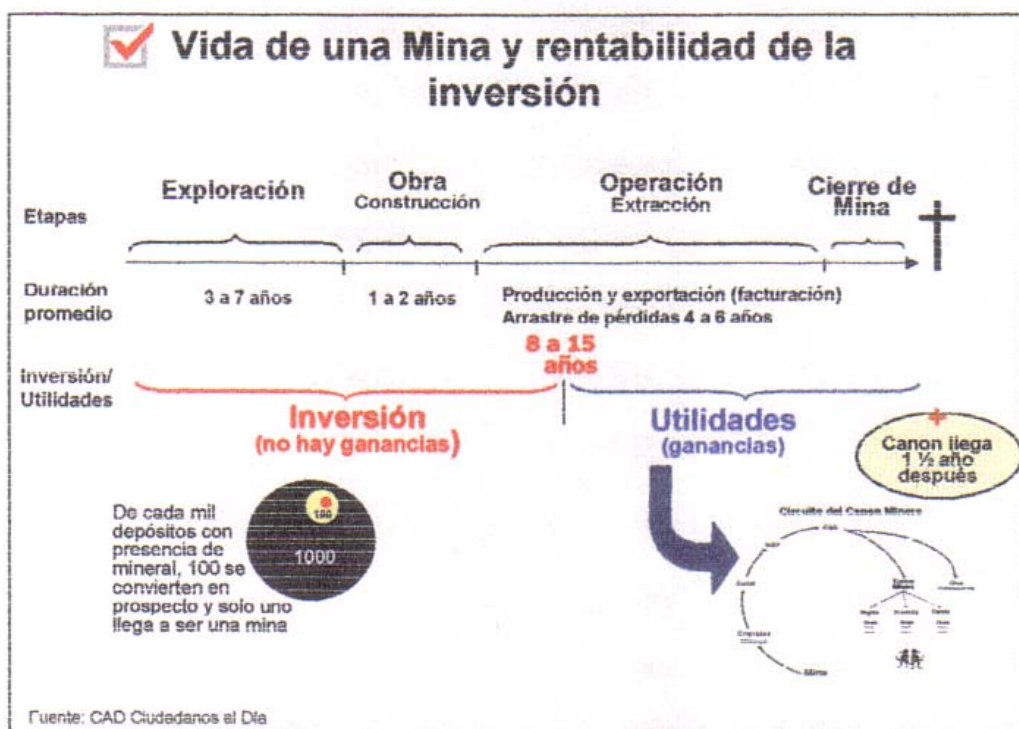 Vida de una Mina y rentabilidad de la
inversión
Etapas
Exploración
Obra
Construcción
Operación
Extracción
Cierre de
Mina
Duración
promedio
3 a 7 años
1 a 2 años
Producción y exportación (facturación)
Arrastre de pérdidas 4 a 6 años
8 a 15
años
Inversión/
Utilidades
Inversión
(no hay ganancias)
Utilidades
(ganancias)
+
Canon llega
1 ½ año
después
De cada mil
depósitos con
presencia de
mineral, 100 se
convierten en
prospecto y solo uno
llega a ser una mina
100
1000
Circuito del Canon Minero
Canon
Minero
Mina
Fuente: CAD Ciudadanos al Día